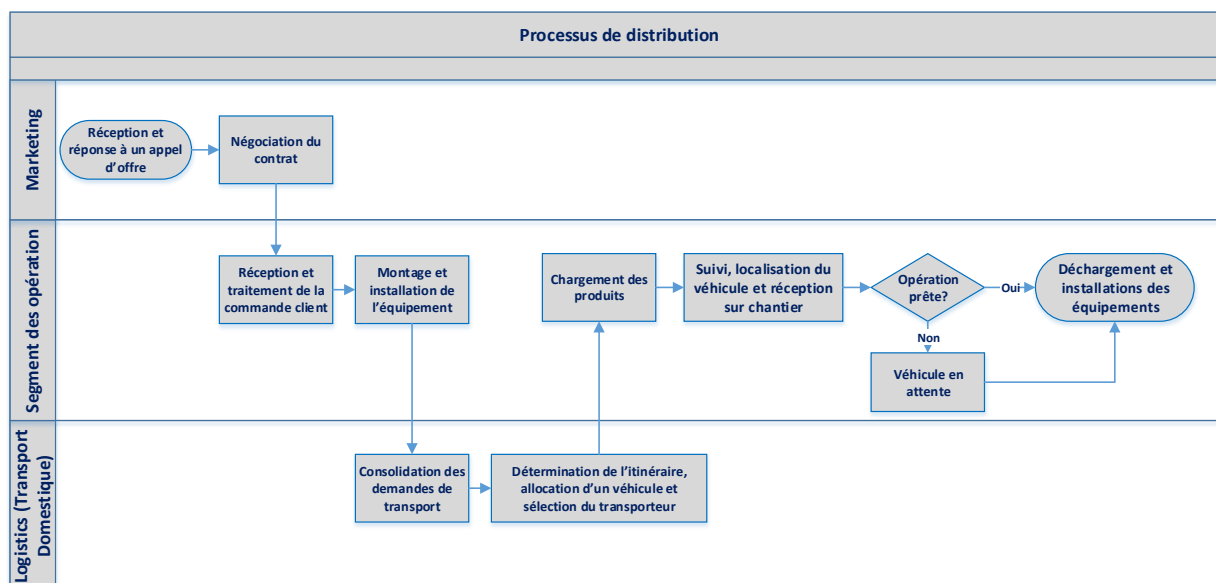 Processus de distribution
Marketing
Réception et
réponse à un appel
d’offre
Négociation du
contrat
Segment des opération
Réception et
traitement de la
commande client
Montage et
installation de
l’équipement
Chargement des
produits
Suivi, localisation du
véhicule et réception
sur chantier
Opération
prête?
Oui
Déchargement et
installations des
équipements
Non
Véhicule en
attente
Logistics (Transport
Domestique)
Consolidation des
demandes de
transport
Détermination de l’itinéraire,
allocation d’un véhicule et
sélection du transporteur